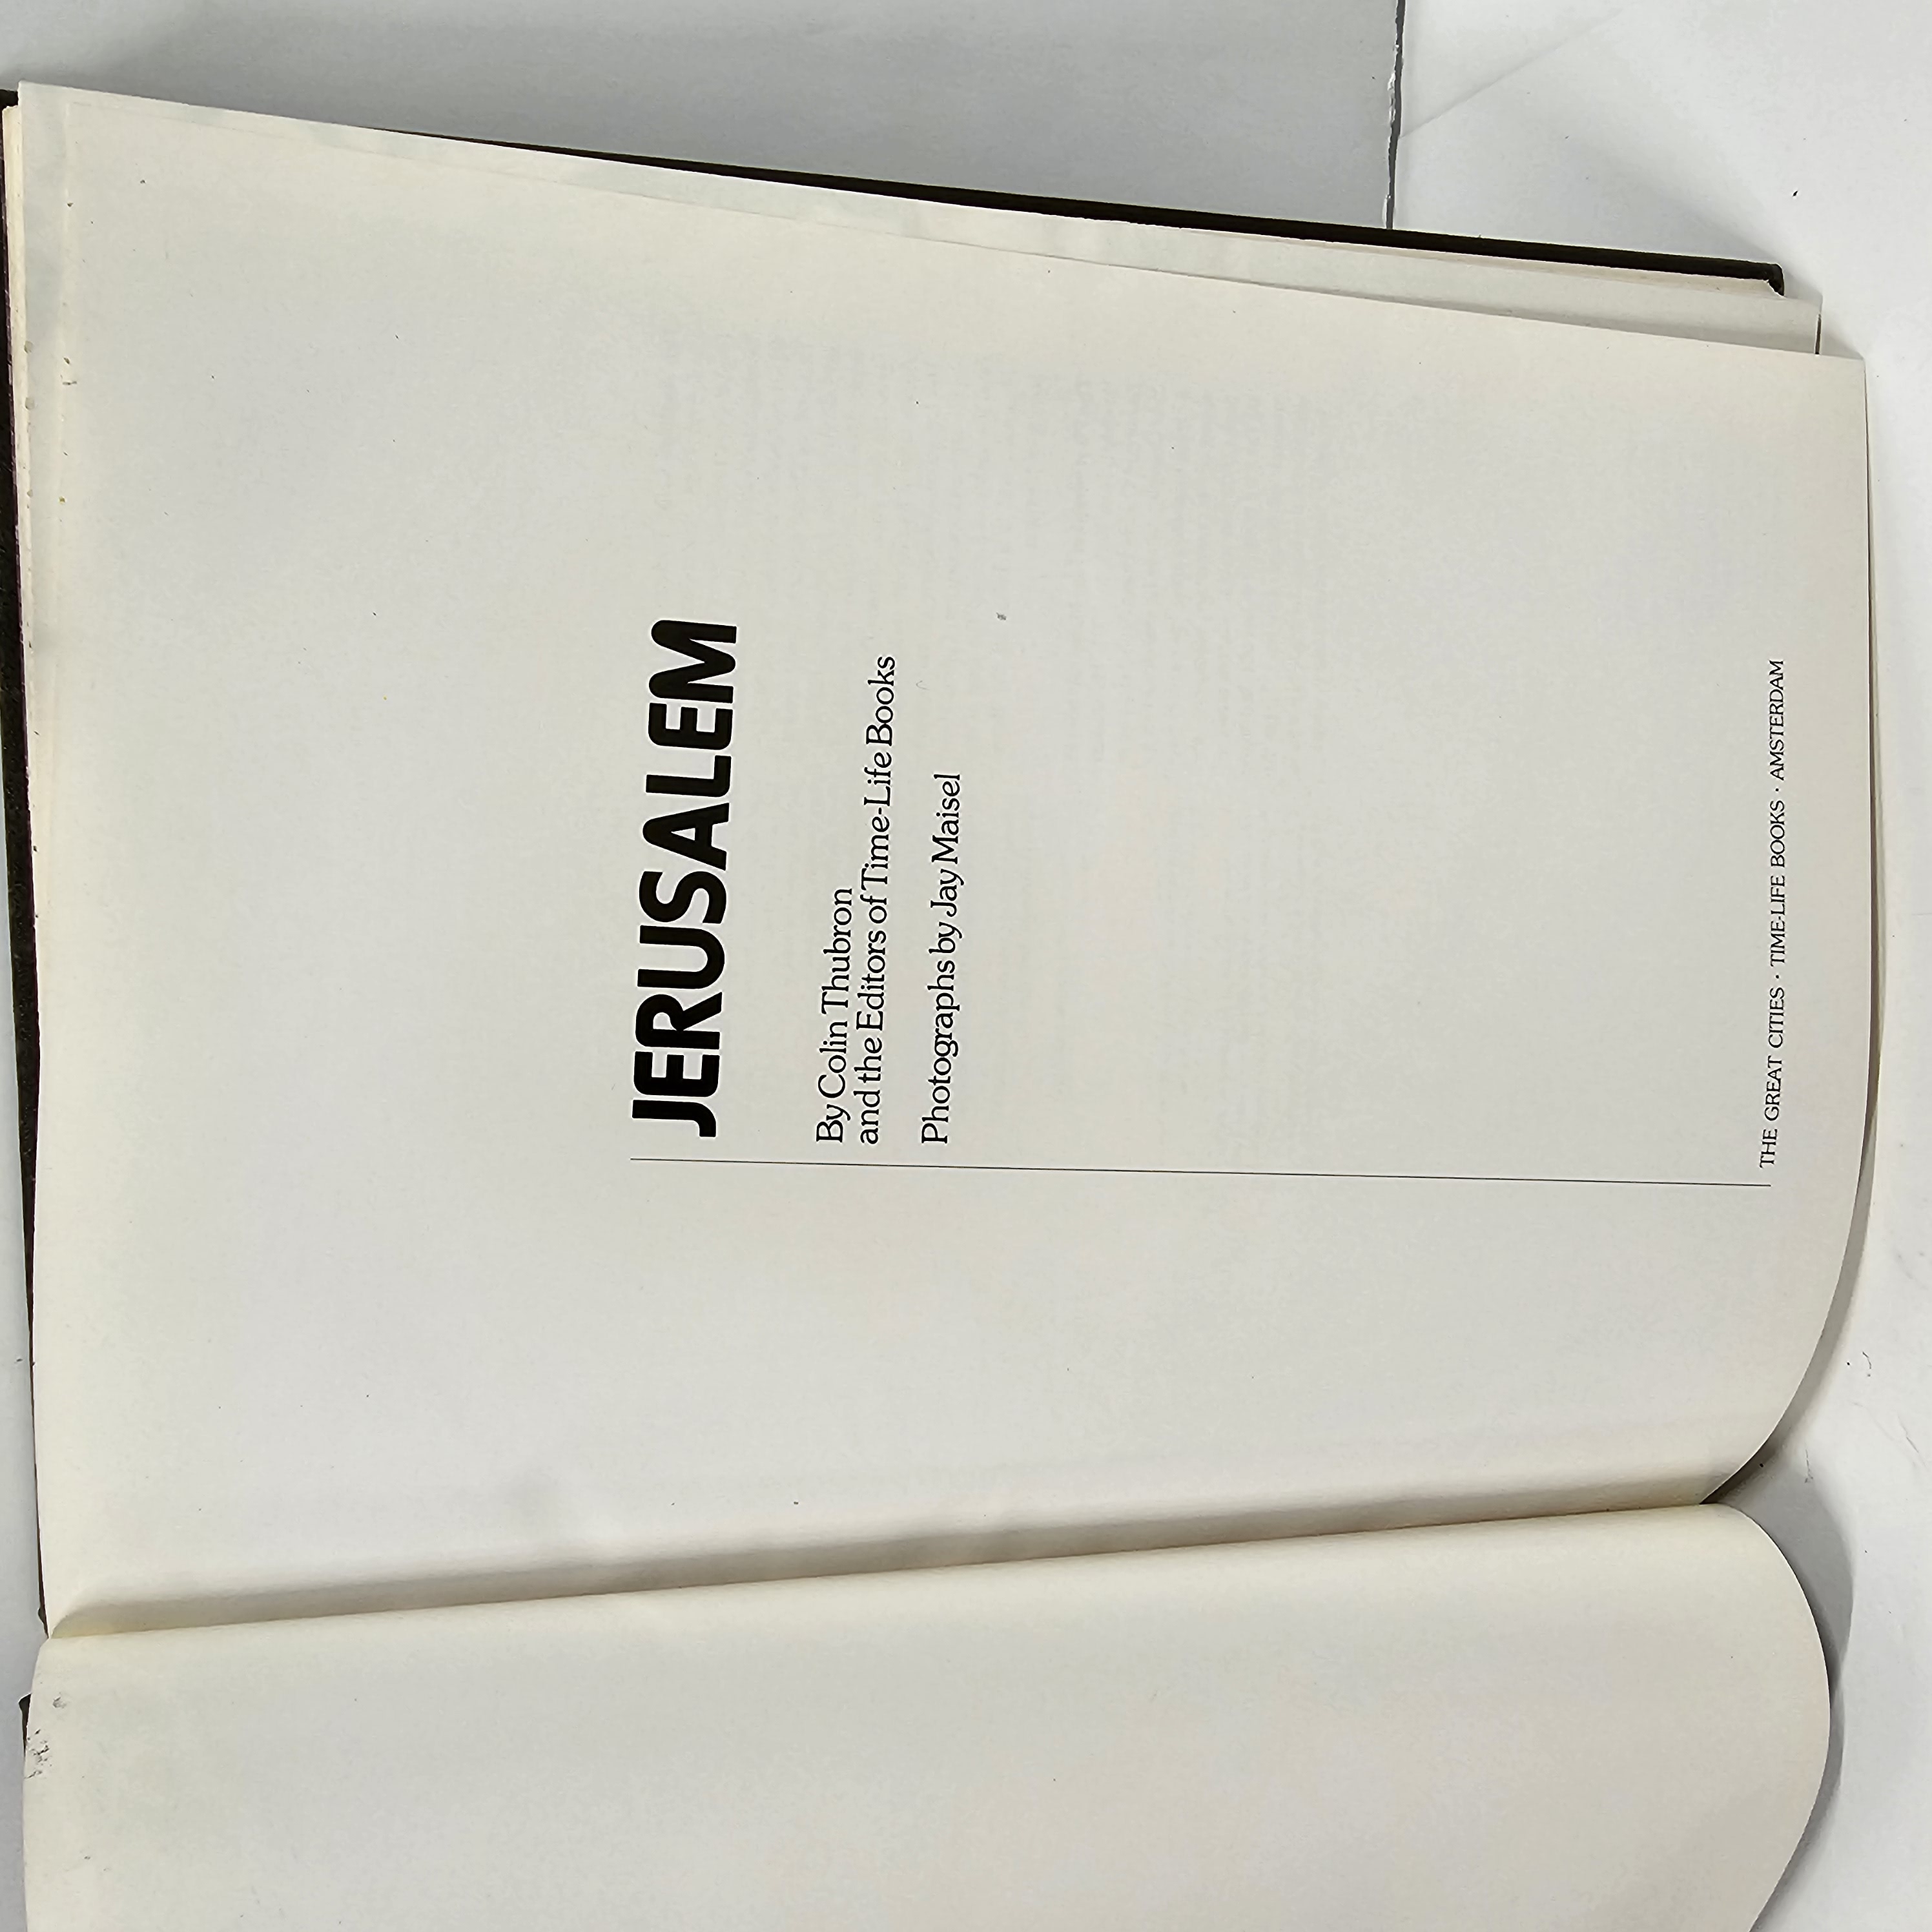 JERUSALEM
By Colin Thubron
and the Editors of Time-Life Books
Photographs by Jay Maisel
THE GREAT CITIES · TIME-LIFE BOOKS · AMSTERDAM